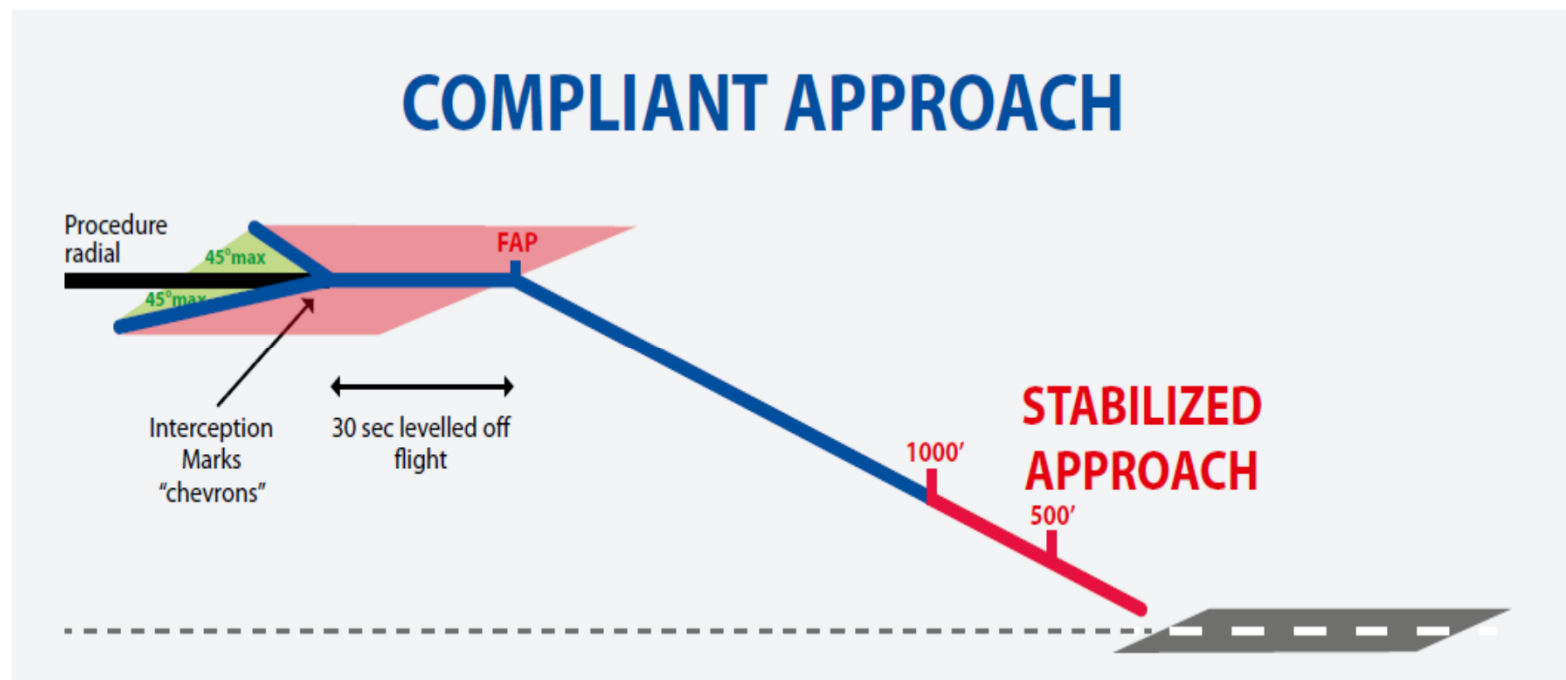 COMPLIANT APPROACH
Procedure
radial
45°max
FAP
45°max
Interception
Marks
“chevrons”
30 sec levelled off
flight
STABILIZED
APPROACH
1000’
500’